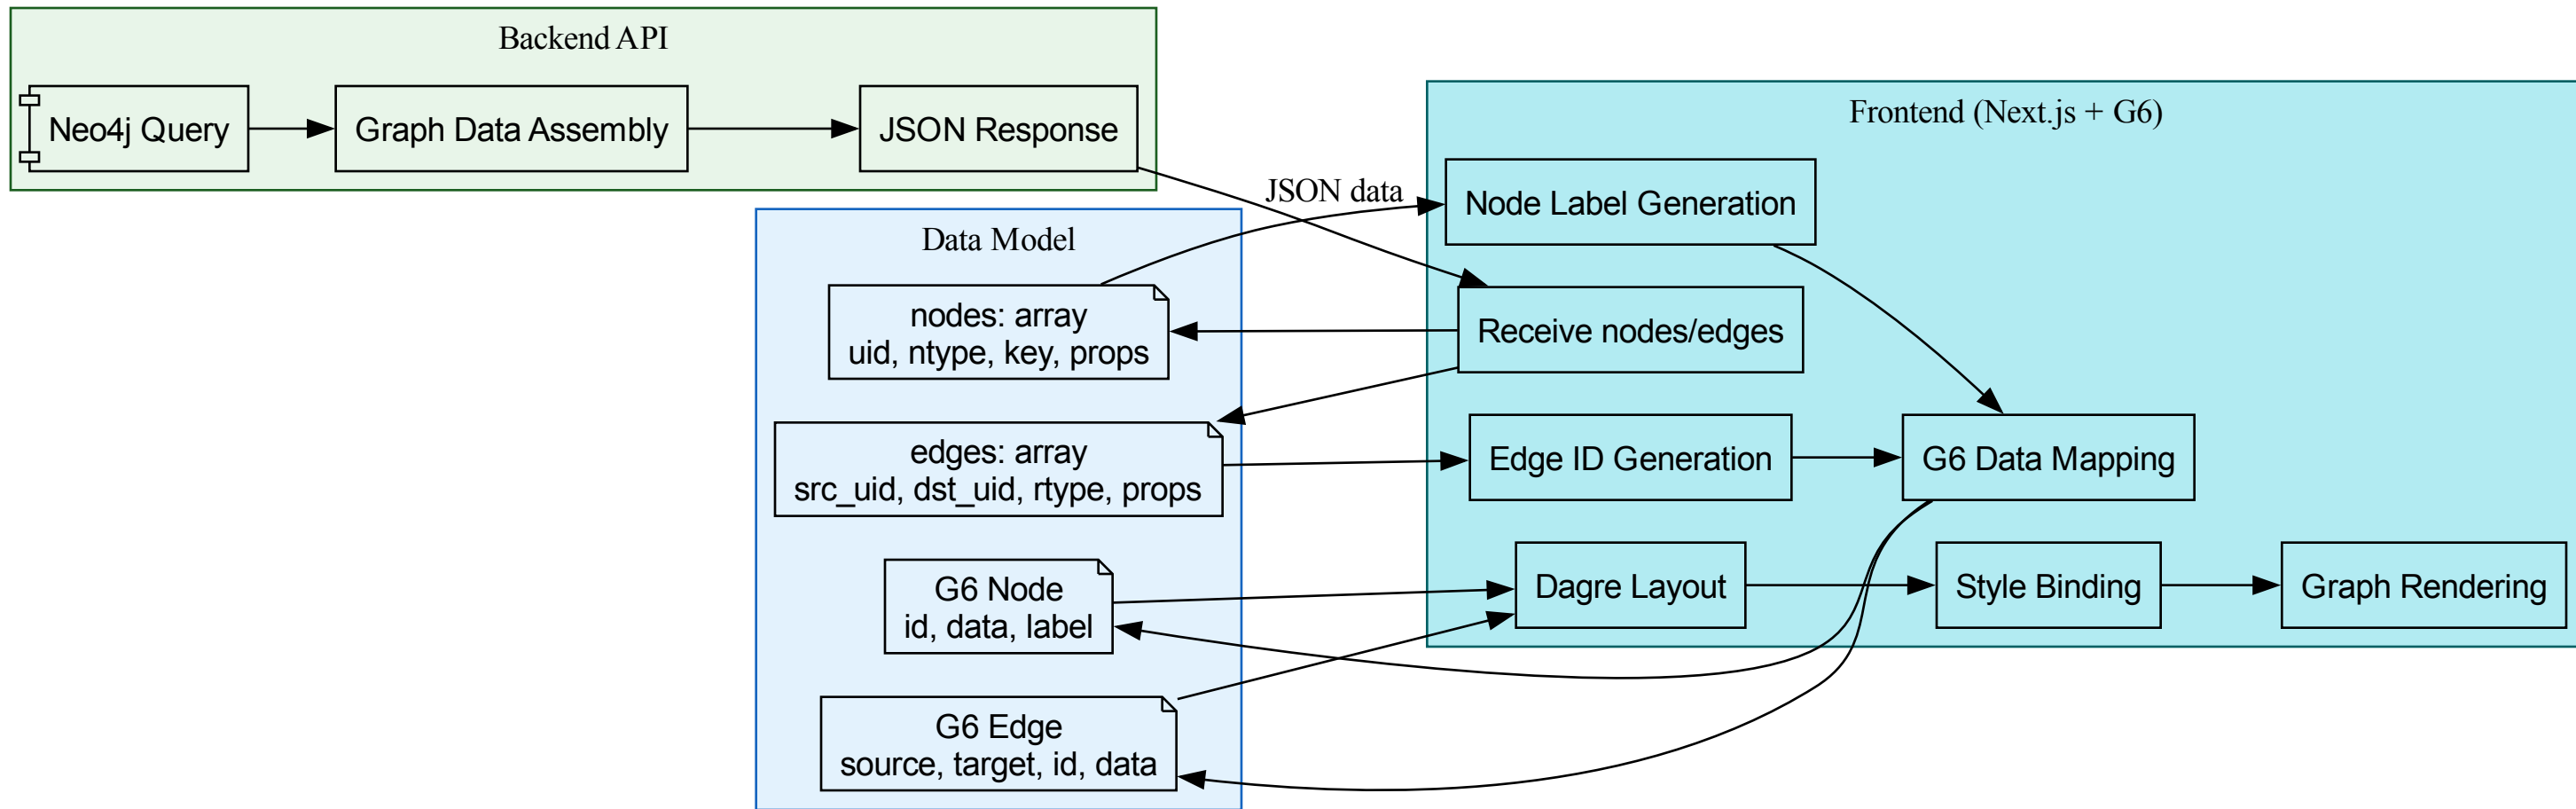 Backend API
Neo4j Query
Graph Data Assembly
JSON Response
JSON data
Data Model
nodes: array
uid, ntype, key, props
edges: array
src_uid, dst_uid, rtype, props
G6 Node
id, data, label
G6 Edge
source, target, id, data
Frontend (Next.js + G6)
Node Label Generation
Receive nodes/edges
Edge ID Generation
G6 Data Mapping
Dagre Layout
Style Binding
Graph Rendering